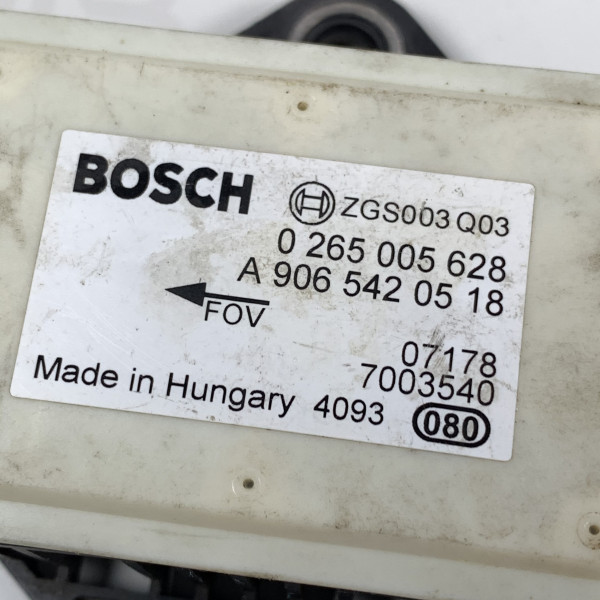 BOSCH
ZGS003 Q03
0 265 005 628
A 906 542 05 18
FOV
07178
7003540
Made in Hungary 4093 080